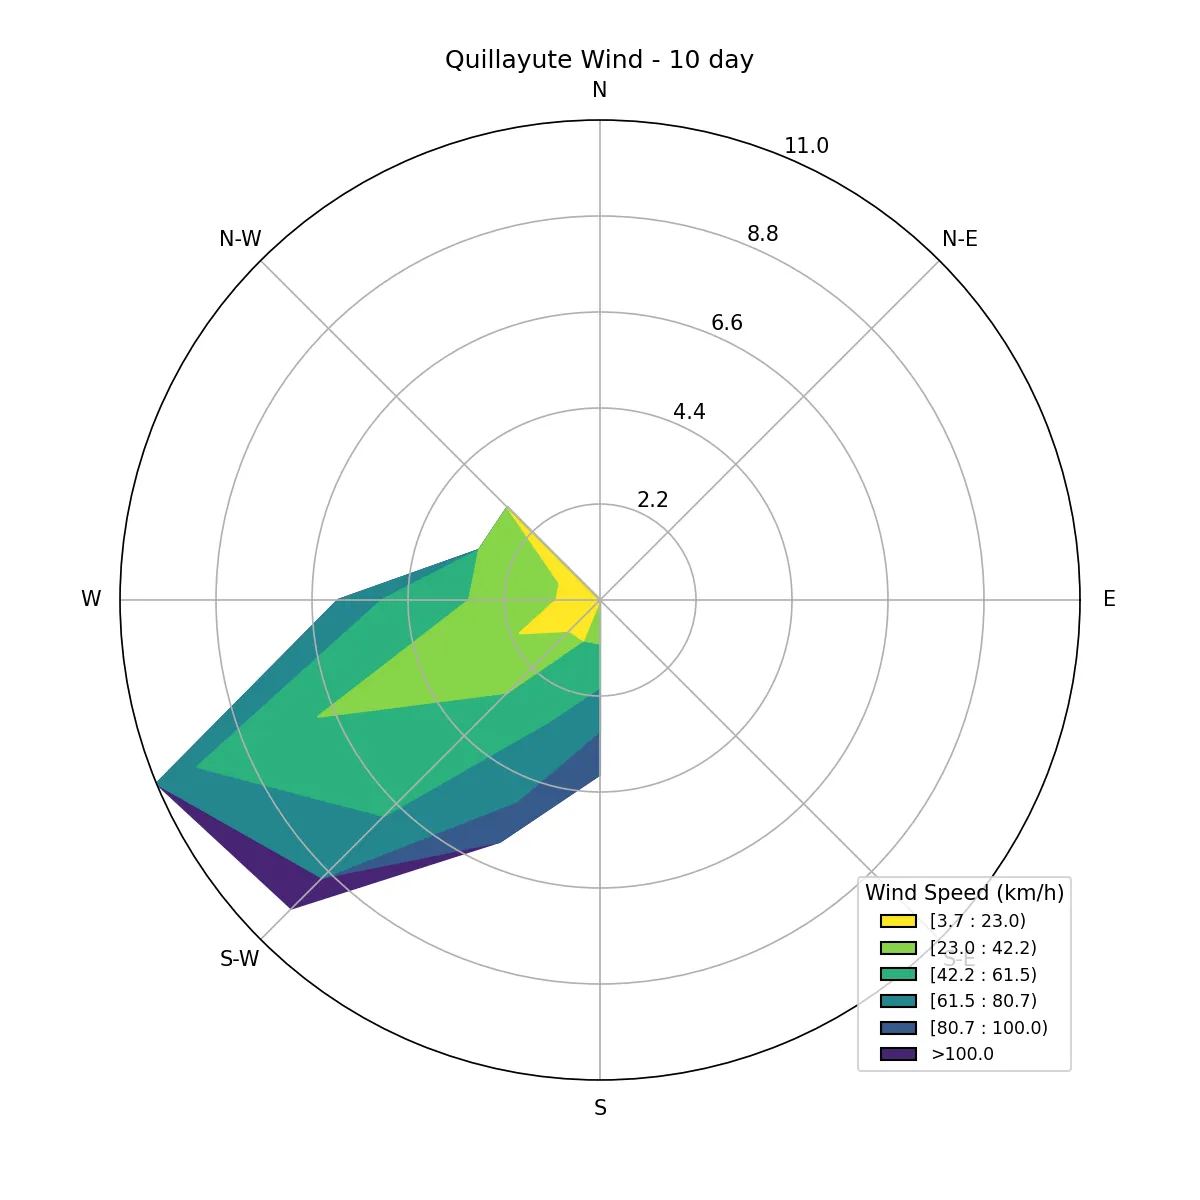 Quillayute Wind - 10 day
N
11.0
N-W
8.8
N-E
6.6
4.4
2.2
W
E
S-W
S-E
S
Wind Speed (km/h)
[3.7 : 23.0)
[23.0 : 42.2)
[42.2 : 61.5)
[61.5 : 80.7)
[80.7 : 100.0)
>100.0